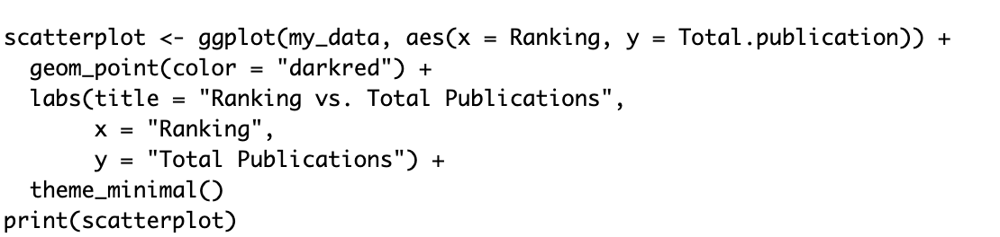 scatterplot <- ggplot(my_data, aes(x = Ranking, y = Total.publication)) +
  geom_point(color = "darkred") +
  labs(title = "Ranking vs. Total Publications",
       x = "Ranking",
       y = "Total Publications") +
  theme_minimal()
print(scatterplot)